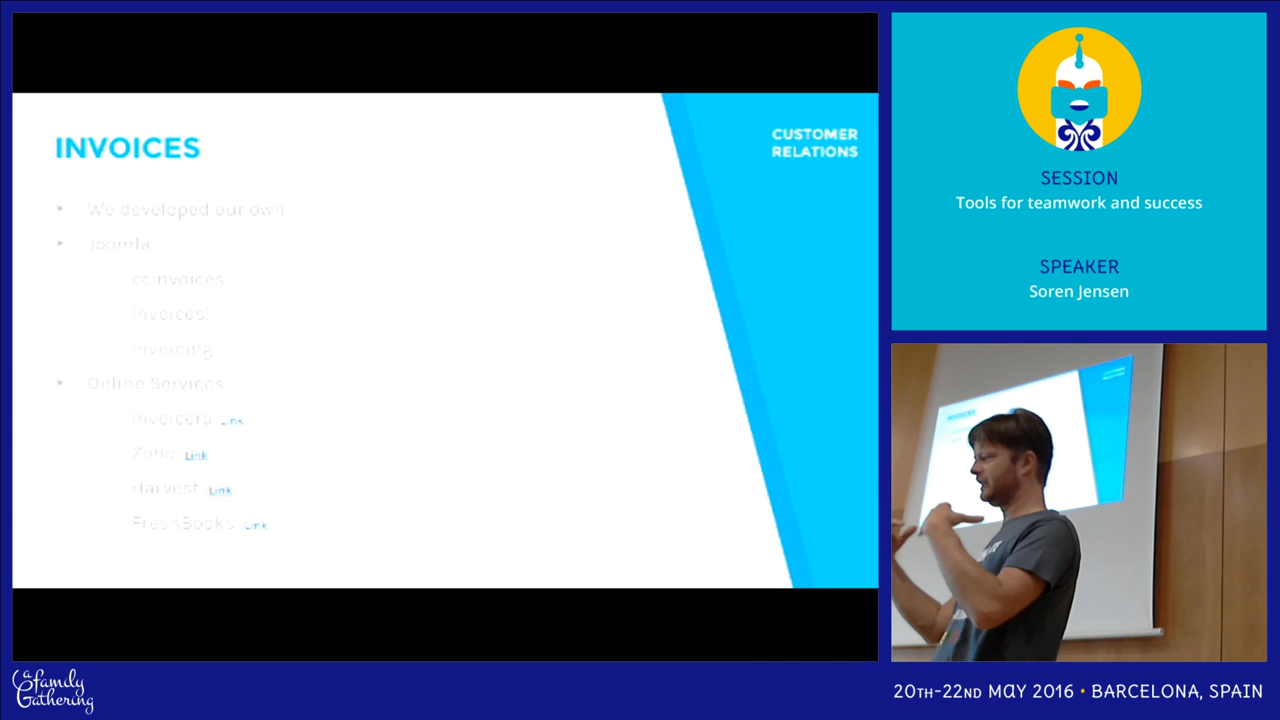 INVOICES
CUSTOMER
RELATIONS
We developed our own
Joomla
ccInvoices
Invoices!
Invoicing
Online Services
Invoicera Link
Zoho Link
Harvest Link
FreshBooks Link
SESSION
Tools for teamwork and success
SPEAKER
Soren Jensen
a family
Gathering
20TH-22ND MAY 2016 • BARCELONA, SPAIN